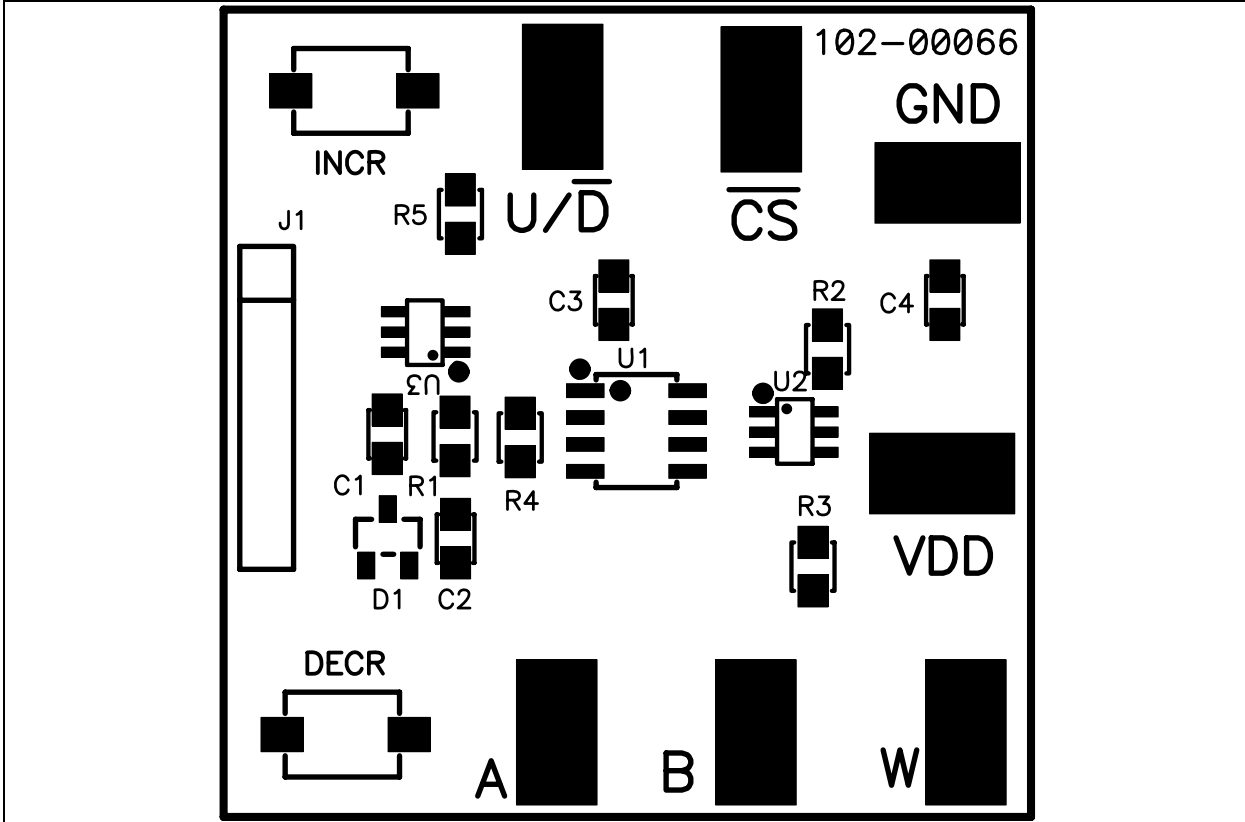 102-00066
GND
INCR
U/D̅
C̅S̅
R5
J1
C3
R2
C4
U1
U3
U2
C1
R1
R4
R3
VDD
D1
C2
DECR
A
B
W